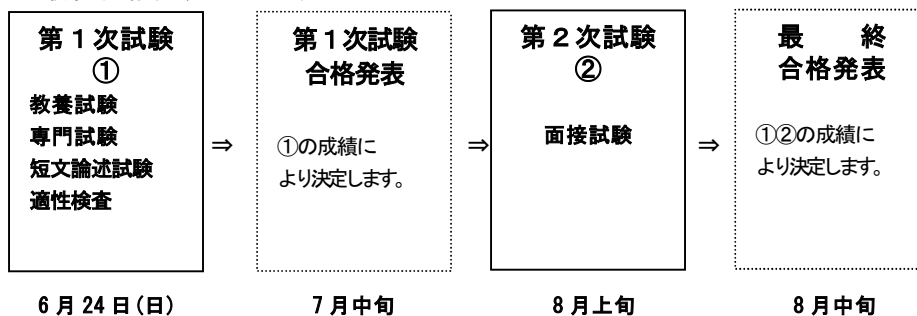 第１次試験
①
教養試験
専門試験
短文論述試験
適性検査
⇒
第１次試験
合格発表
①の成績に
より決定します。
⇒
第２次試験
②
面接試験
⇒
最　　終
合格発表
①②の成績に
より決定します。
６月24日（日）
７月中旬
８月上旬
８月中旬